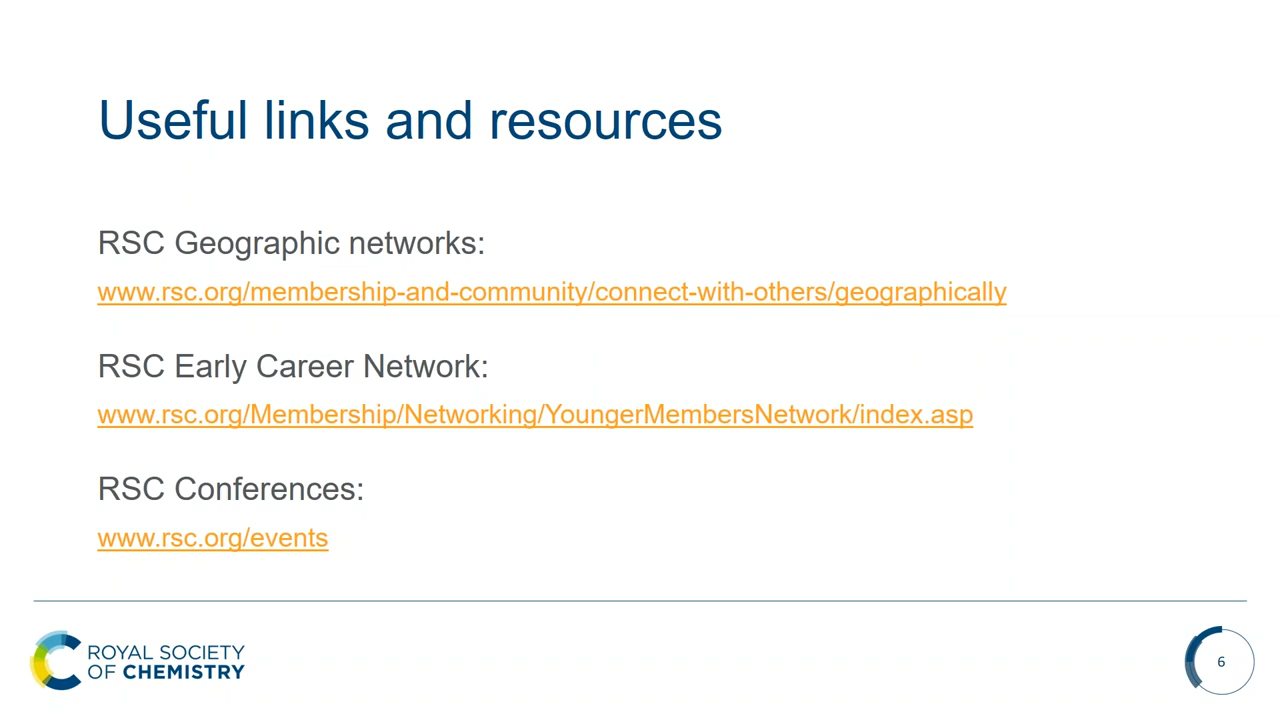 Useful links and resources
RSC Geographic networks:
www.rsc.org/membership-and-community/connect-with-others/geographically
RSC Early Career Network:
www.rsc.org/Membership/Networking/YoungerMembersNetwork/index.asp
RSC Conferences:
www.rsc.org/events
ROYAL SOCIETY
OF CHEMISTRY
6